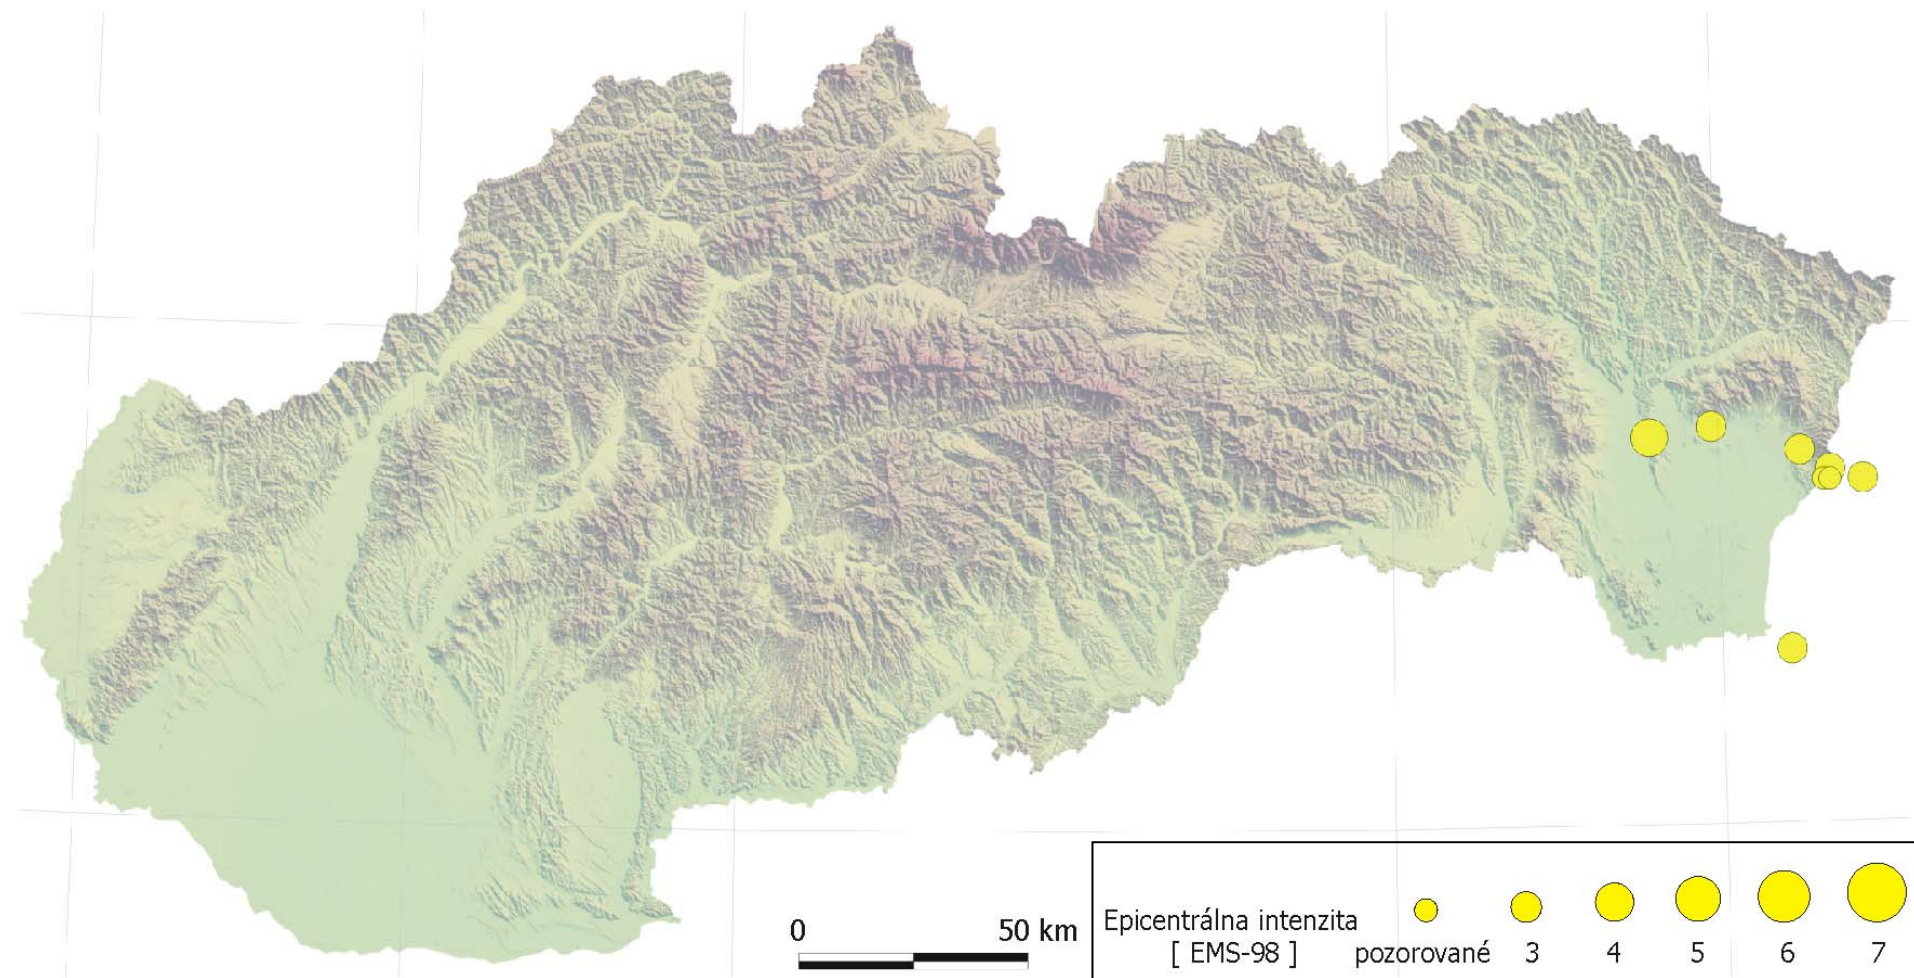 0 50 km
Epicentrálna intenzita
[ EMS-98 ] pozorované 3 4 5 6 7